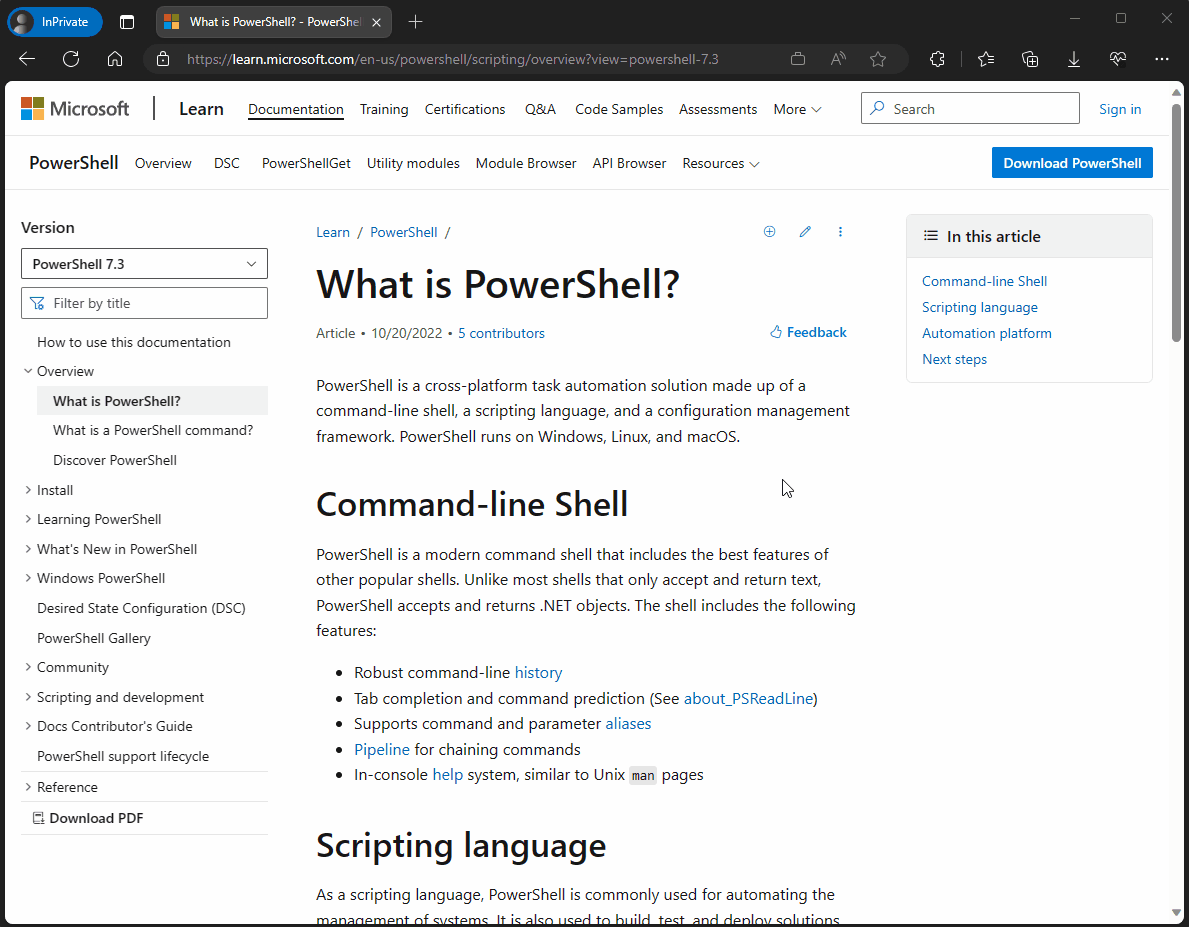 InPrivate
What is PowerShell? - PowerShel
https://learn.microsoft.com/en-us/powershell/scripting/overview?view=powershell-7.3
Microsoft
Learn
Documentation
Training
Certifications
Q&A
Code Samples
Assessments
More
Search
Sign in
PowerShell
Overview
DSC
PowerShellGet
Utility modules
Module Browser
API Browser
Resources
Download PowerShell
Version
PowerShell 7.3
Filter by title
How to use this documentation
Overview
What is PowerShell?
What is a PowerShell command?
Discover PowerShell
Install
Learning PowerShell
What's New in PowerShell
Windows PowerShell
Desired State Configuration (DSC)
PowerShell Gallery
Community
Scripting and development
Docs Contributor's Guide
PowerShell support lifecycle
Reference
Download PDF
Learn / PowerShell /
What is PowerShell?
Article • 10/20/2022 • 5 contributors
Feedback
PowerShell is a cross-platform task automation solution made up of a
command-line shell, a scripting language, and a configuration management
framework. PowerShell runs on Windows, Linux, and macOS.
Command-line Shell
PowerShell is a modern command shell that includes the best features of
other popular shells. Unlike most shells that only accept and return text,
PowerShell accepts and returns .NET objects. The shell includes the following
features:
• Robust command-line history
• Tab completion and command prediction (See about_PSReadLine)
• Supports command and parameter aliases
• Pipeline for chaining commands
• In-console help system, similar to Unix man pages
Scripting language
As a scripting language, PowerShell is commonly used for automating the
management of systems. It is also used to build, test, and deploy solutions
In this article
Command-line Shell
Scripting language
Automation platform
Next steps